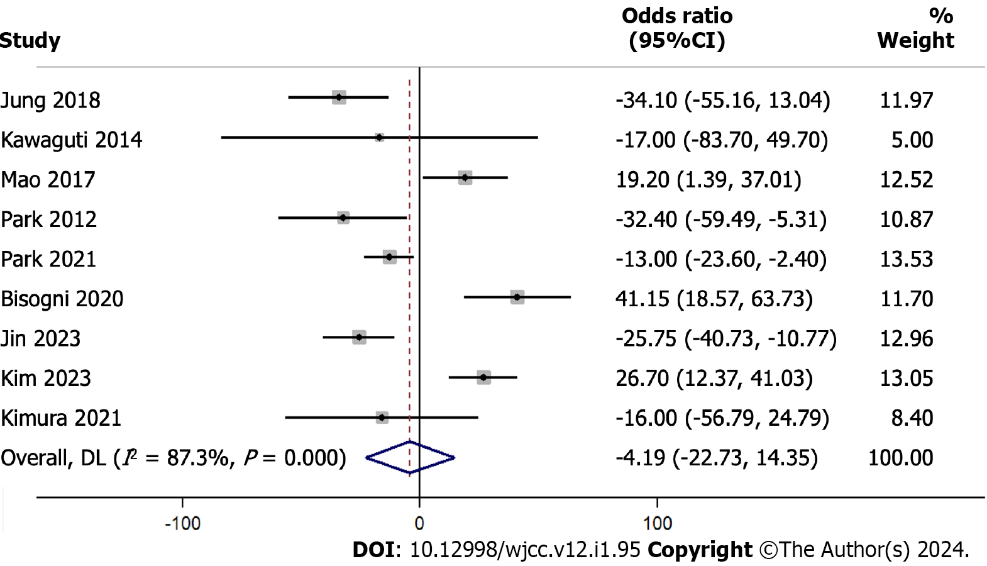 Odds ratio %
Study (95%CI) Weight
Jung 2018 -34.10 (-55.16, 13.04) 11.97
Kawaguti 2014 -17.00 (-83.70, 49.70) 5.00
Mao 2017 19.20 (1.39, 37.01) 12.52
Park 2012 -32.40 (-59.49, -5.31) 10.87
Park 2021 -13.00 (-23.60, -2.40) 13.53
Bisogni 2020 41.15 (18.57, 63.73) 11.70
Jin 2023 -25.75 (-40.73, -10.77) 12.96
Kim 2023 26.70 (12.37, 41.03) 13.05
Kimura 2021 -16.00 (-56.79, 24.79) 8.40
Overall, DL (I² = 87.3%, P = 0.000) -4.19 (-22.73, 14.35) 100.00
-100 0 100
DOI: 10.12998/wjcc.v12.i1.95 Copyright ©The Author(s) 2024.